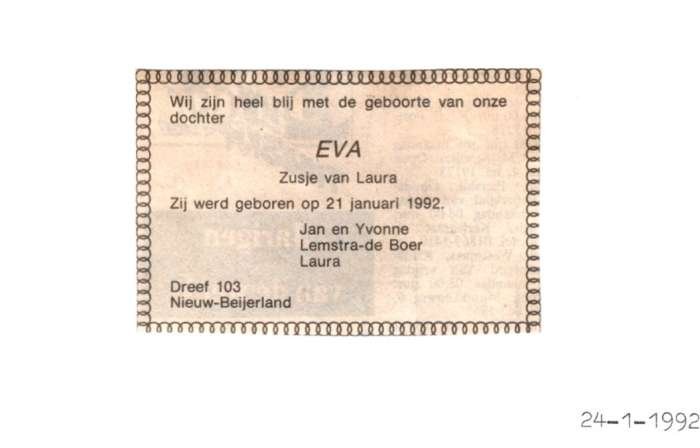 Wij zijn heel blij met de geboorte van onze
dochter
EVA
Zusje van Laura
Zij werd geboren op 21 januari 1992.
Jan en Yvonne
Lemstra-de Boer
Laura
Dreef 103
Nieuw-Beijerland
24-1-1992